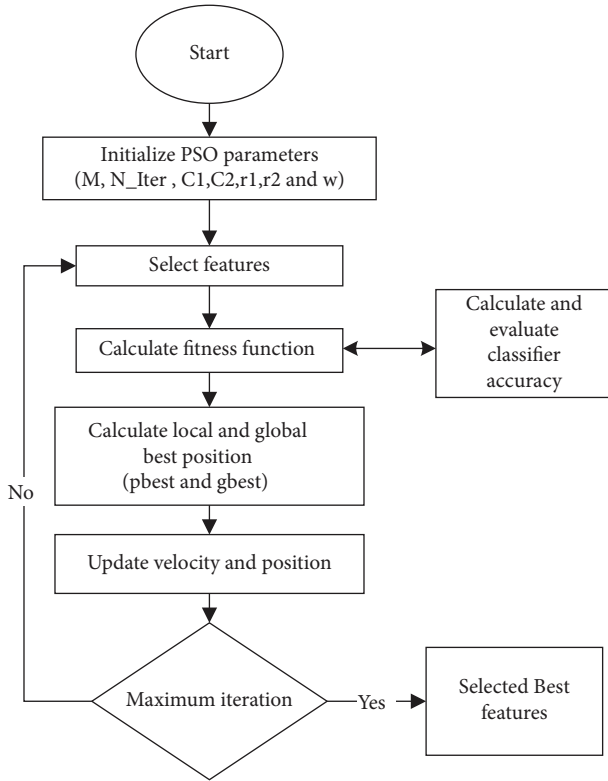 Start
Initialize PSO parameters
(M, N_Iter , C1,C2,r1,r2 and w)
Select features
Calculate fitness function
Calculate and
evaluate
classifier
accuracy
Calculate local and global
best position
(pbest and gbest)
No
Update velocity and position
Maximum iteration
Yes
Selected Best
features